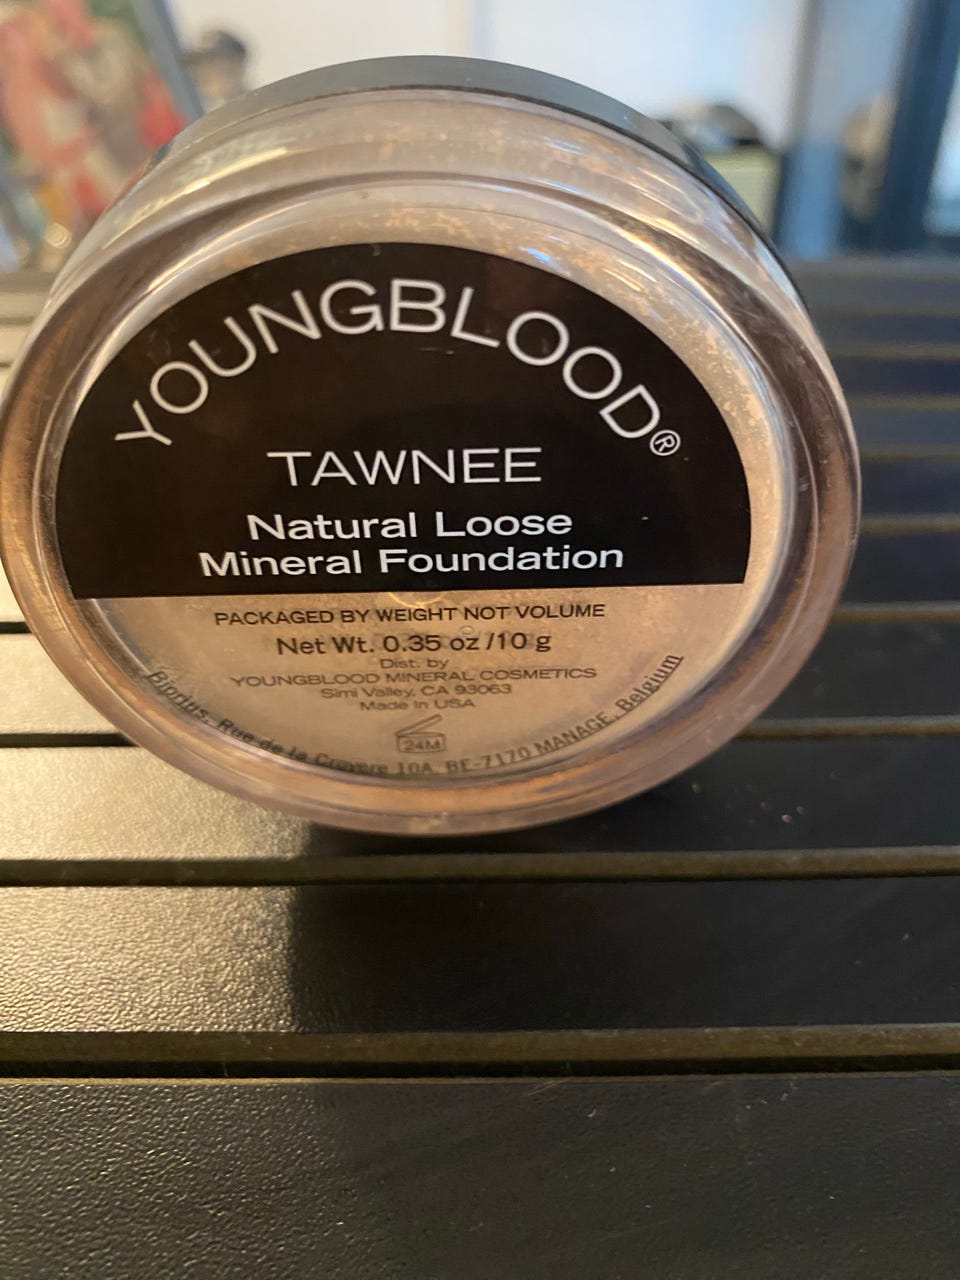 YOUNGBLOOD®
TAWNEE
Natural Loose
Mineral Foundation
PACKAGED BY WEIGHT NOT VOLUME
Net Wt. 0.35 oz /10 g
Dist. by
YOUNGBLOOD MINERAL COSMETICS
Simi Valley, CA 93063
Made in USA
24M
Biorius, Rue de la Croyere 10A, BE-7170 MANAGE, Belgium